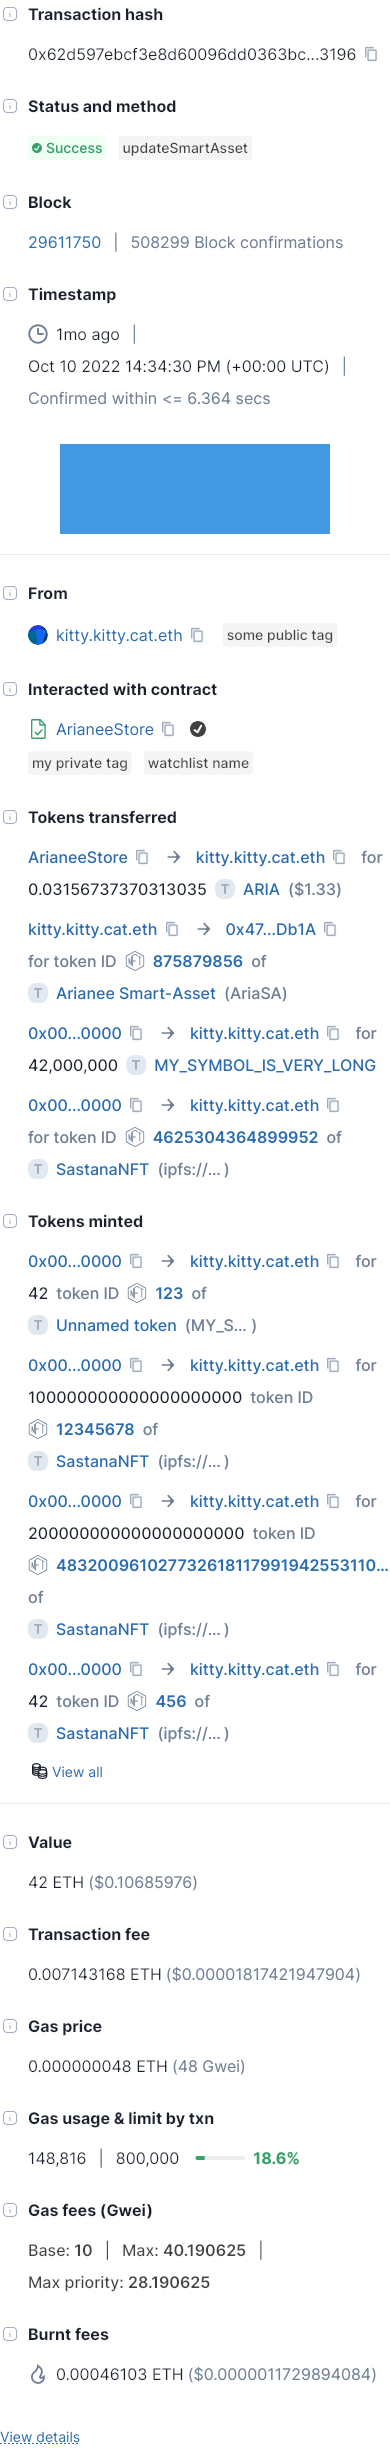 Transaction hash
0x62d597ebcf3e8d60096dd0363bc...3196
Status and method
Success updateSmartAsset
Block
29611750 | 508299 Block confirmations
Timestamp
1mo ago |
Oct 10 2022 14:34:30 PM (+00:00 UTC) |
Confirmed within <= 6.364 secs
From
kitty.kitty.cat.eth some public tag
Interacted with contract
ArianeeStore
my private tag watchlist name
Tokens transferred
ArianeeStore → kitty.kitty.cat.eth for
0.03156737370313035 T ARIA ($1.33)
kitty.kitty.cat.eth → 0x47...Db1A
for token ID 875879856 of
T Arianee Smart-Asset (AriaSA)
0x00...0000 → kitty.kitty.cat.eth for
42,000,000 T MY_SYMBOL_IS_VERY_LONG
0x00...0000 → kitty.kitty.cat.eth
for token ID 4625304364899952 of
T SastanaNFT (ipfs://... )
Tokens minted
0x00...0000 → kitty.kitty.cat.eth for
42 token ID 123 of
T Unnamed token (MY_S... )
0x00...0000 → kitty.kitty.cat.eth for
100000000000000000000 token ID
12345678 of
T SastanaNFT (ipfs://... )
0x00...0000 → kitty.kitty.cat.eth for
200000000000000000000 token ID
483200961027732618117991942553110...
of
T SastanaNFT (ipfs://... )
0x00...0000 → kitty.kitty.cat.eth for
42 token ID 456 of
T SastanaNFT (ipfs://... )
View all
Value
42 ETH ($0.10685976)
Transaction fee
0.007143168 ETH ($0.00001817421947904)
Gas price
0.000000048 ETH (48 Gwei)
Gas usage & limit by txn
148,816 | 800,000 18.6%
Gas fees (Gwei)
Base: 10 | Max: 40.190625 |
Max priority: 28.190625
Burnt fees
0.00046103 ETH ($0.0000011729894084)
View details